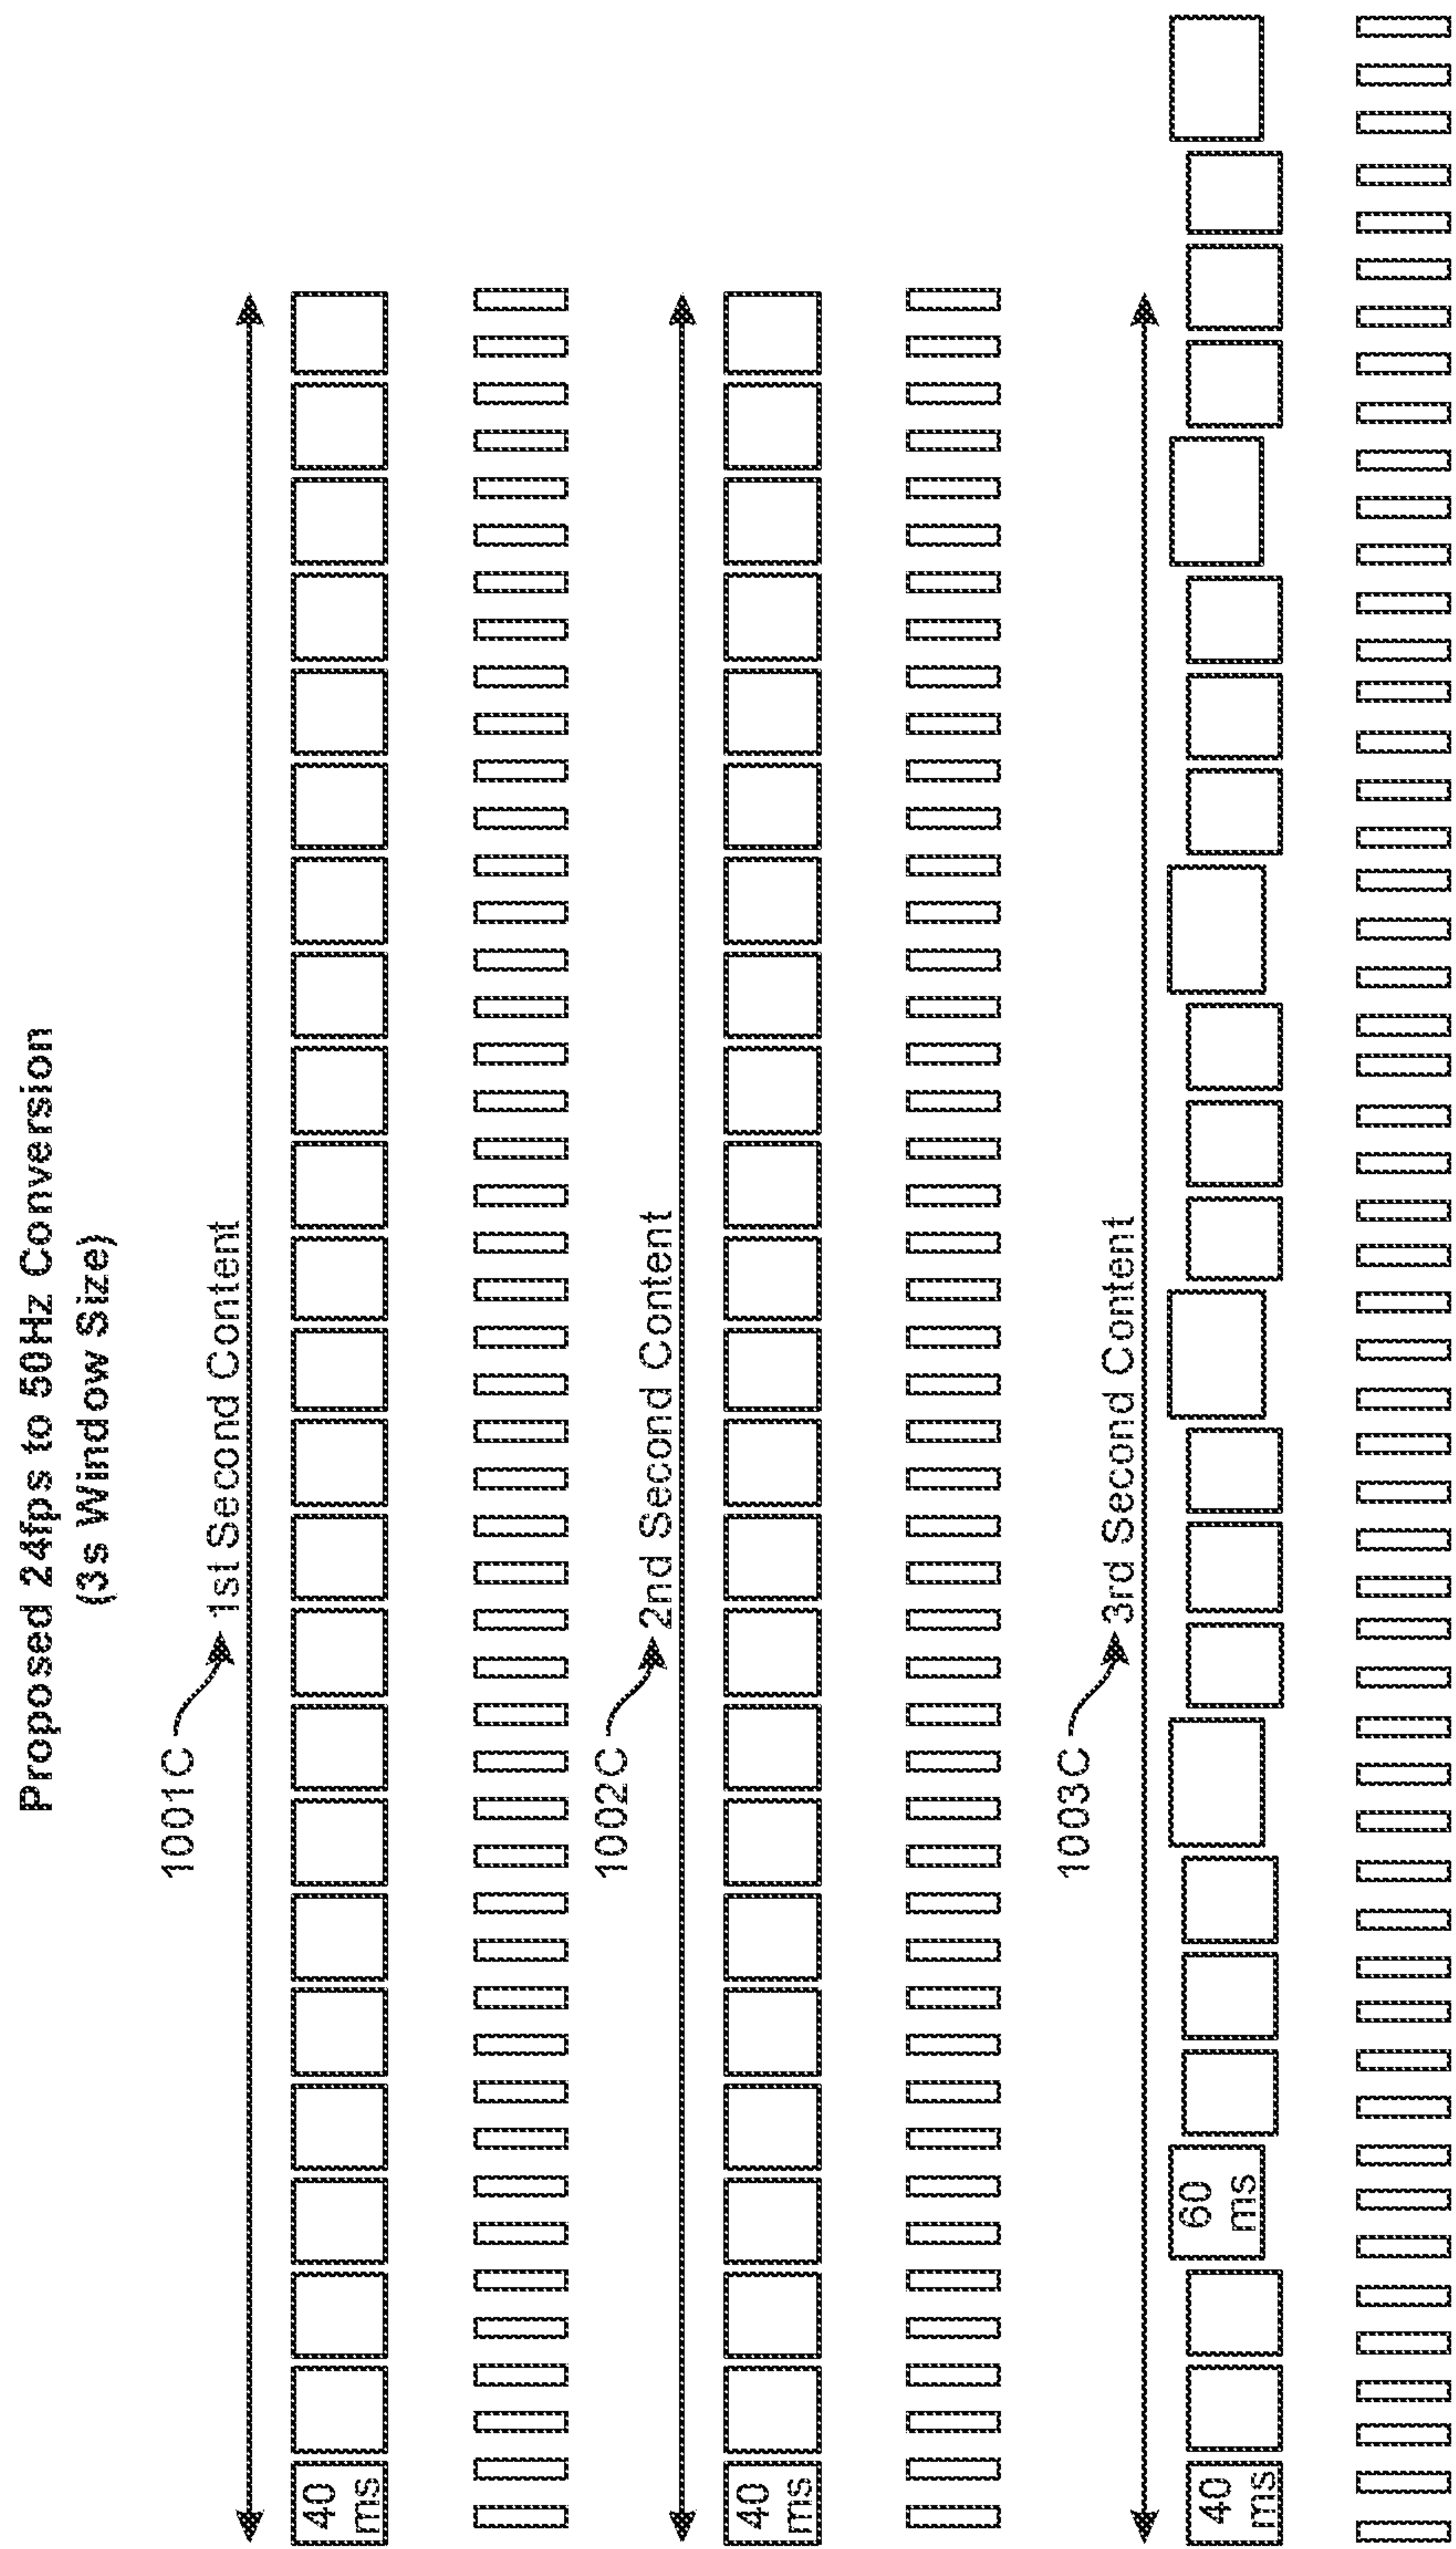 Proposed 24fps to 50Hz Conversion
(3s Window Size)
1001C
1st Second Content
40
ms
1002C
2nd Second Content
40
ms
1003C
3rd Second Content
40
ms
60
ms